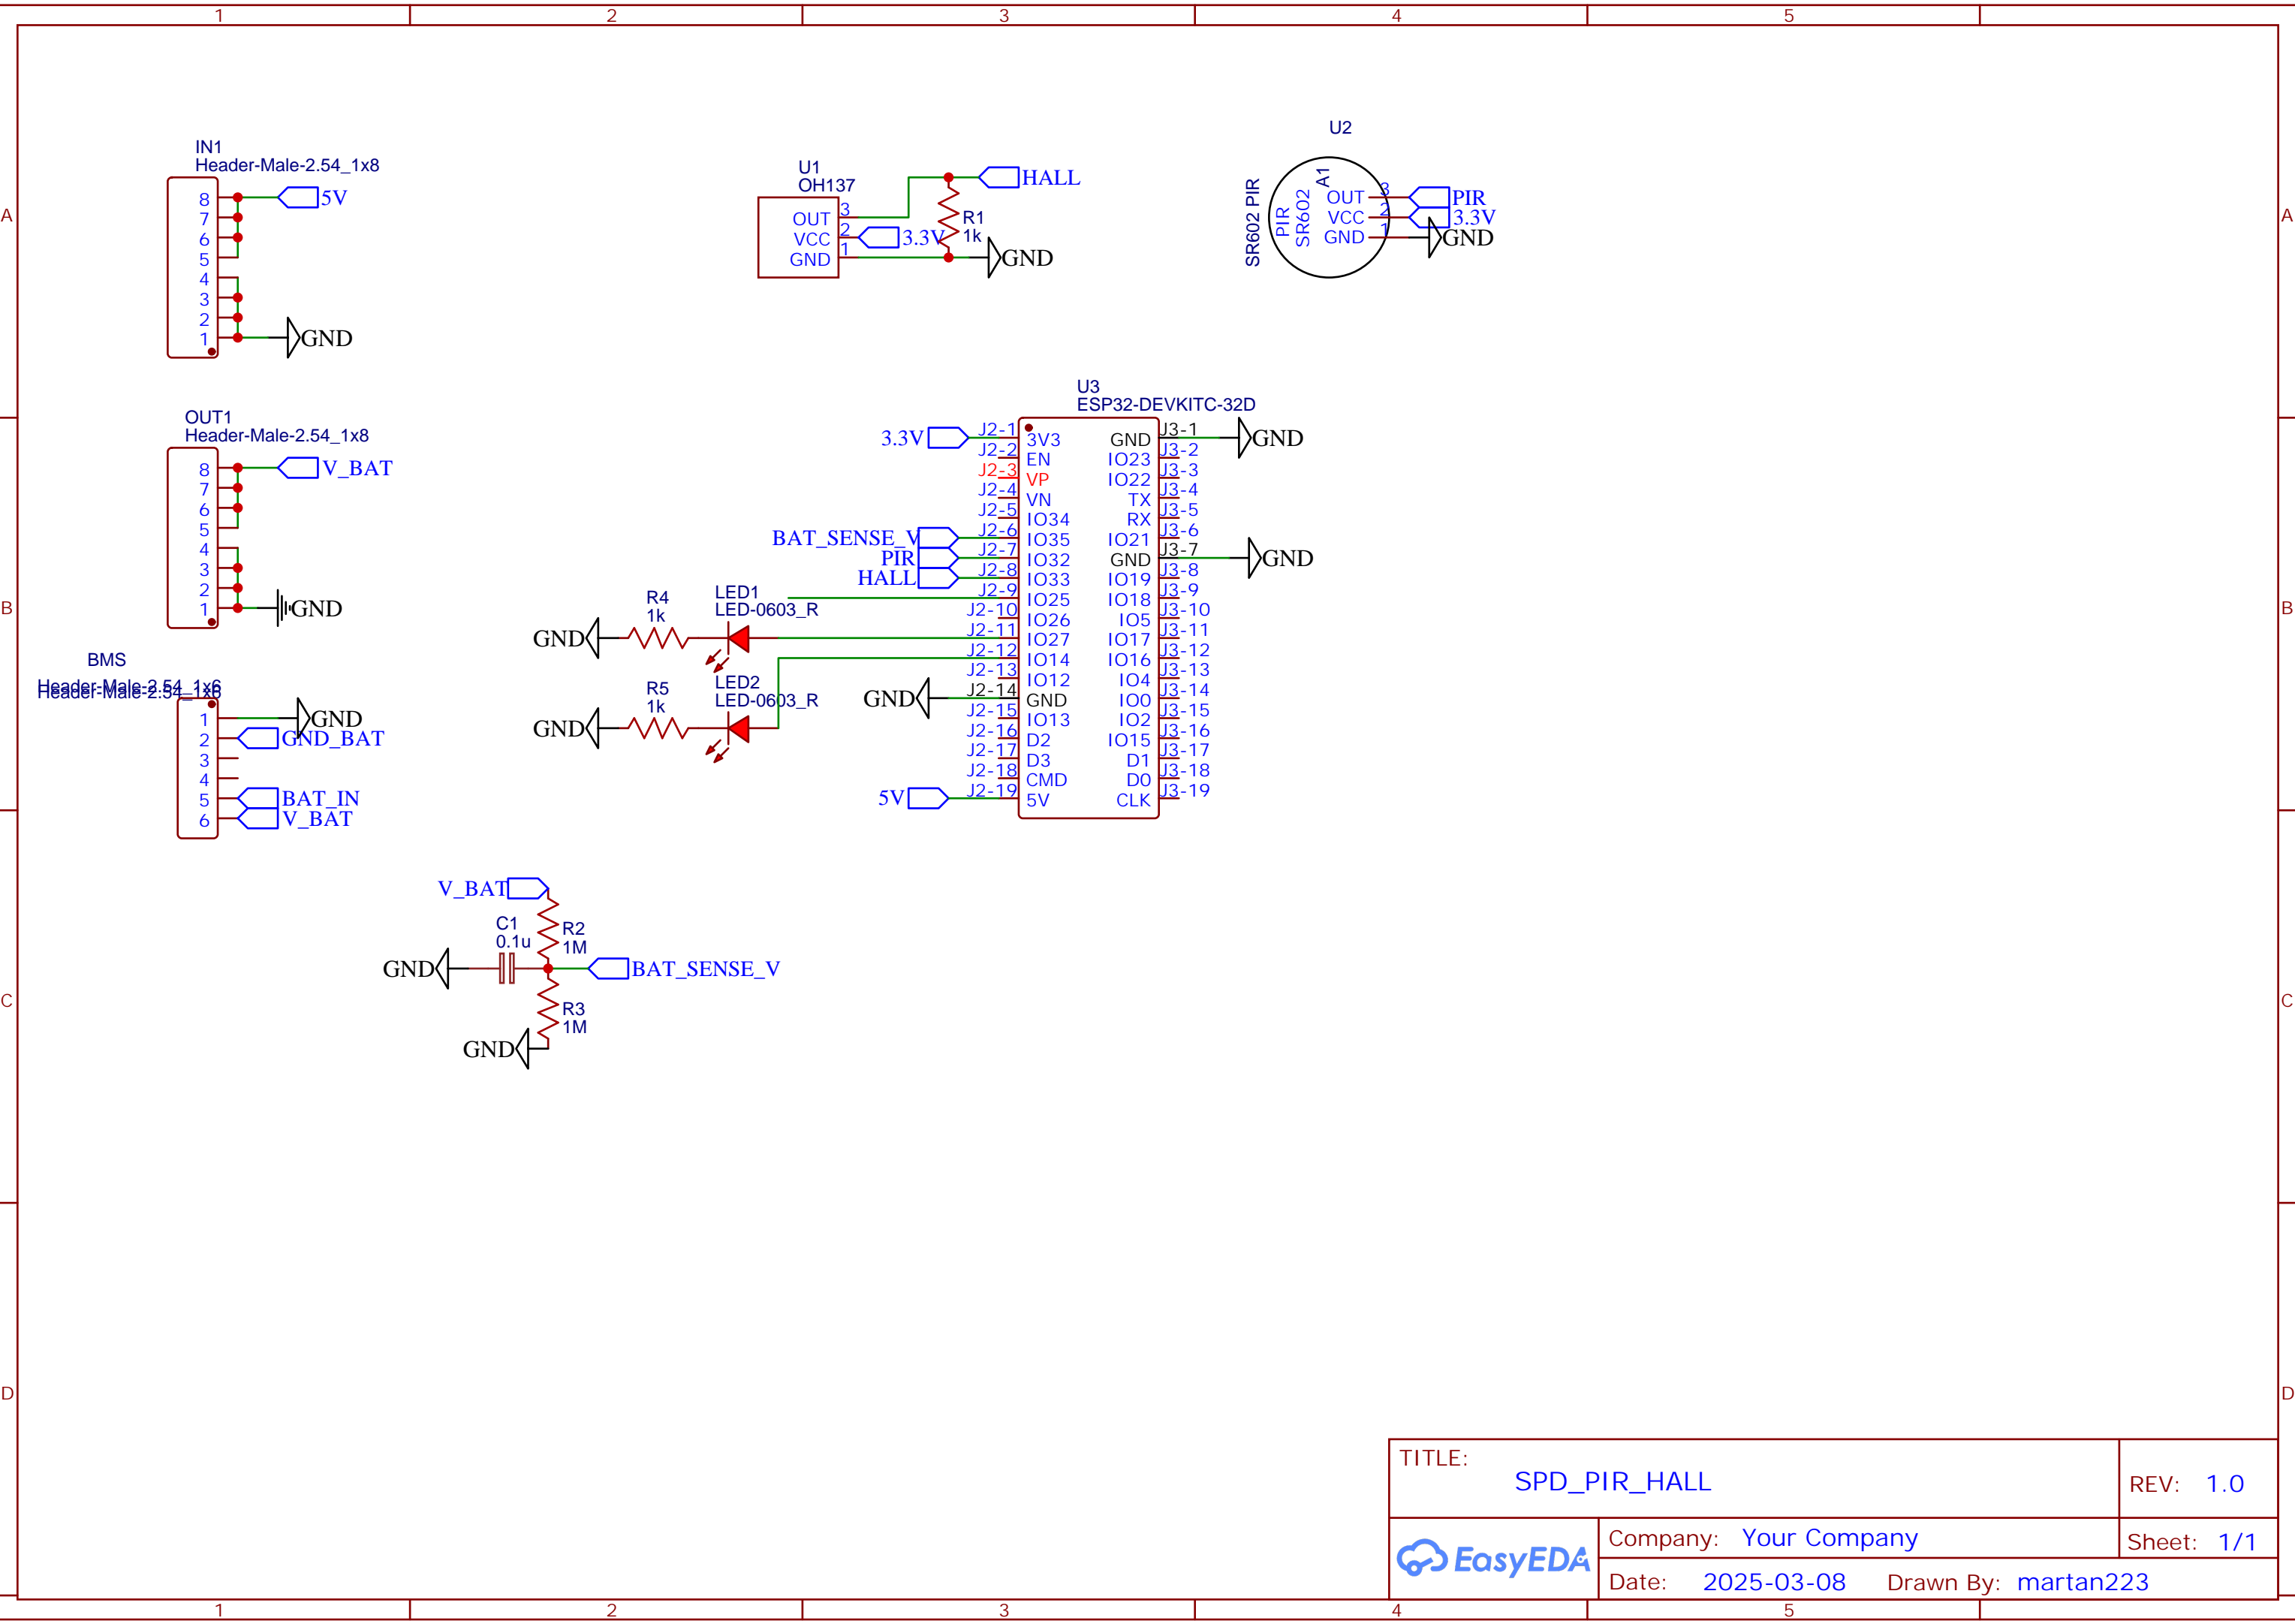 1 2 3 4 5
A
A
B
B
C
C
D
D
IN1
Header-Male-2.54_1x8
8
7
6
5
4
3
2
1
5V
GND
U1
OH137
OUT 3
VCC 2
GND 1
3.3V
R1
1k
HALL
GND
U2
SR602 PIR
PIR
SR602
A1
OUT 3
VCC 2
GND 1
PIR
3.3V
GND
OUT1
Header-Male-2.54_1x8
8
7
6
5
4
3
2
1
V_BAT
GND
BMS
Header-Male-2.54_1x6
Header-Male-2.54_1x6
1
2
3
4
5
6
GND
GND_BAT
BAT_IN
V_BAT
U3
ESP32-DEVKITC-32D
3.3V
BAT_SENSE_V
PIR
HALL
GND
5V
J2-1 3V3
J2-2 EN
J2-3 VP
J2-4 VN
J2-5 IO34
J2-6 IO35
J2-7 IO32
J2-8 IO33
J2-9 IO25
J2-10 IO26
J2-11 IO27
J2-12 IO14
J2-13 IO12
J2-14 GND
J2-15 IO13
J2-16 D2
J2-17 D3
J2-18 CMD
J2-19 5V
GND J3-1
IO23 J3-2
IO22 J3-3
TX J3-4
RX J3-5
IO21 J3-6
GND J3-7
IO19 J3-8
IO18 J3-9
IO5 J3-10
IO17 J3-11
IO16 J3-12
IO4 J3-13
IO0 J3-14
IO2 J3-15
IO15 J3-16
D1 J3-17
D0 J3-18
CLK J3-19
GND
GND
GND
R4
1k
LED1
LED-0603_R
GND
R5
1k
LED2
LED-0603_R
V_BAT
C1
0.1u
R2
1M
GND
BAT_SENSE_V
R3
1M
GND
TITLE:
SPD_PIR_HALL
REV: 1.0
EasyEDA
Company: Your Company
Sheet: 1/1
Date: 2025-03-08 Drawn By: martan223
1 2 3 4 5